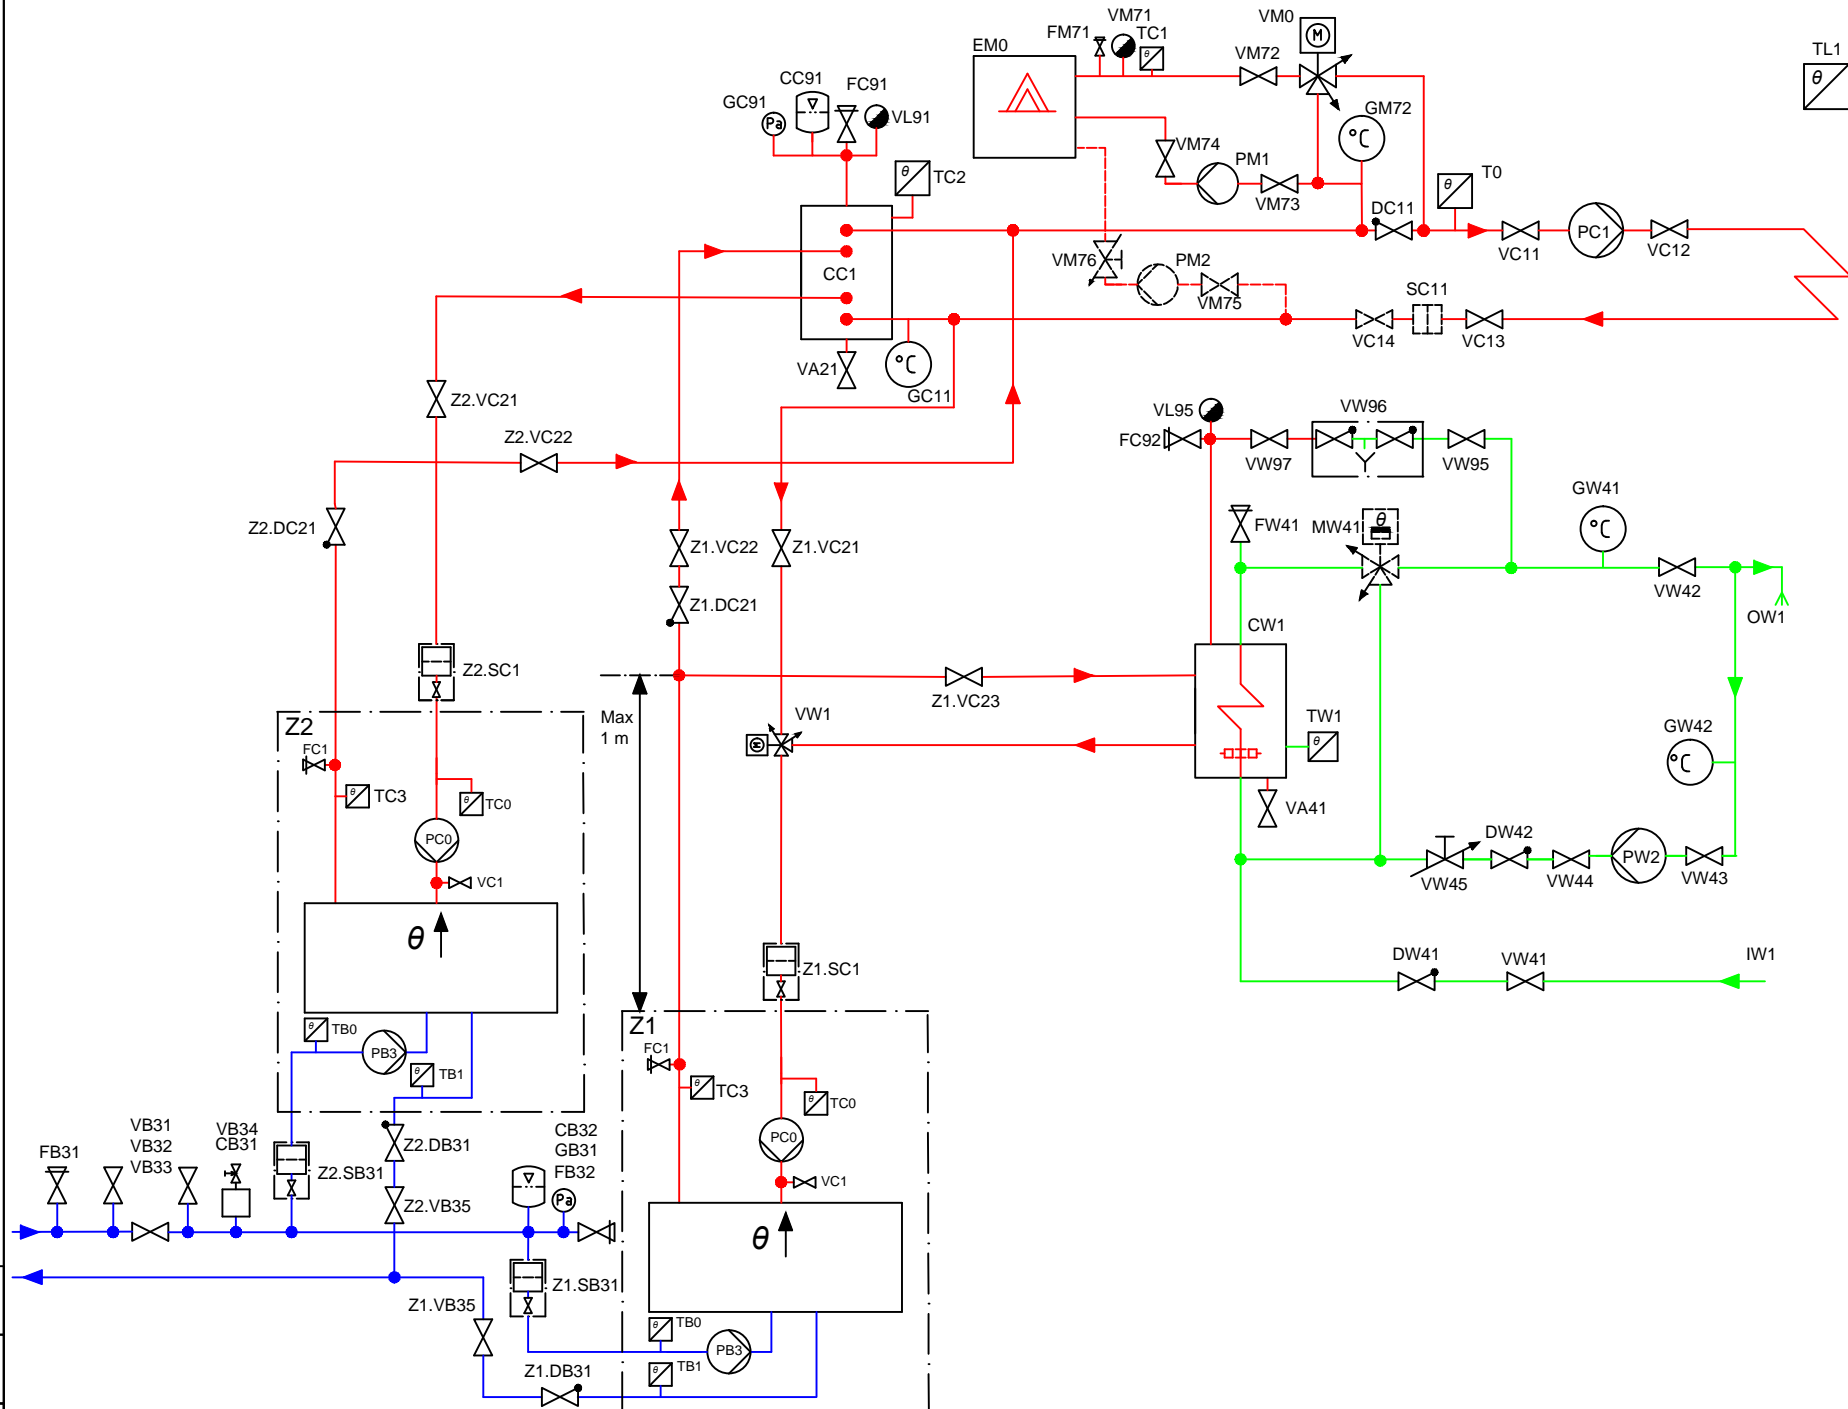 VM71
FM71
TC1
VM0
M
EM0
VM72
TL1
θ
CC91
FC91
GC91
Pa
VL91
GM72
°C
VM74
PM1
VM73
θ
TC2
T0
θ
DC11
PC1
VC11
VC12
CC1
VM76
PM2
VM75
SC11
VC14
VC13
VA21
°C
GC11
Z2.VC21
Z2.VC22
VL95
VW96
FC92
VW97
VW95
Z2.DC21
Z1.VC22
Z1.VC21
FW41
MW41
θ
GW41
°C
VW42
OW1
Z1.DC21
CW1
Z2.SC1
Max
1 m
Z1.VC23
VW1
M
TW1
θ
GW42
°C
Z2
FC1
θ
TC3
θ
TC0
PC0
VC1
θ
VA41
DW42
PW2
VW45
VW44
VW43
Z1.SC1
DW41
VW41
IW1
θ
TB0
PB3
θ
TB1
Z1
FC1
θ
TC3
θ
TC0
PC0
VC1
θ
FB31
VB31
VB32
VB33
VB34
CB31
Z2.SB31
Z2.DB31
Z2.VB35
CB32
GB31
FB32
Pa
Z1.SB31
Z1.VB35
Z1.DB31
θ
TB0
PB3
θ
TB1